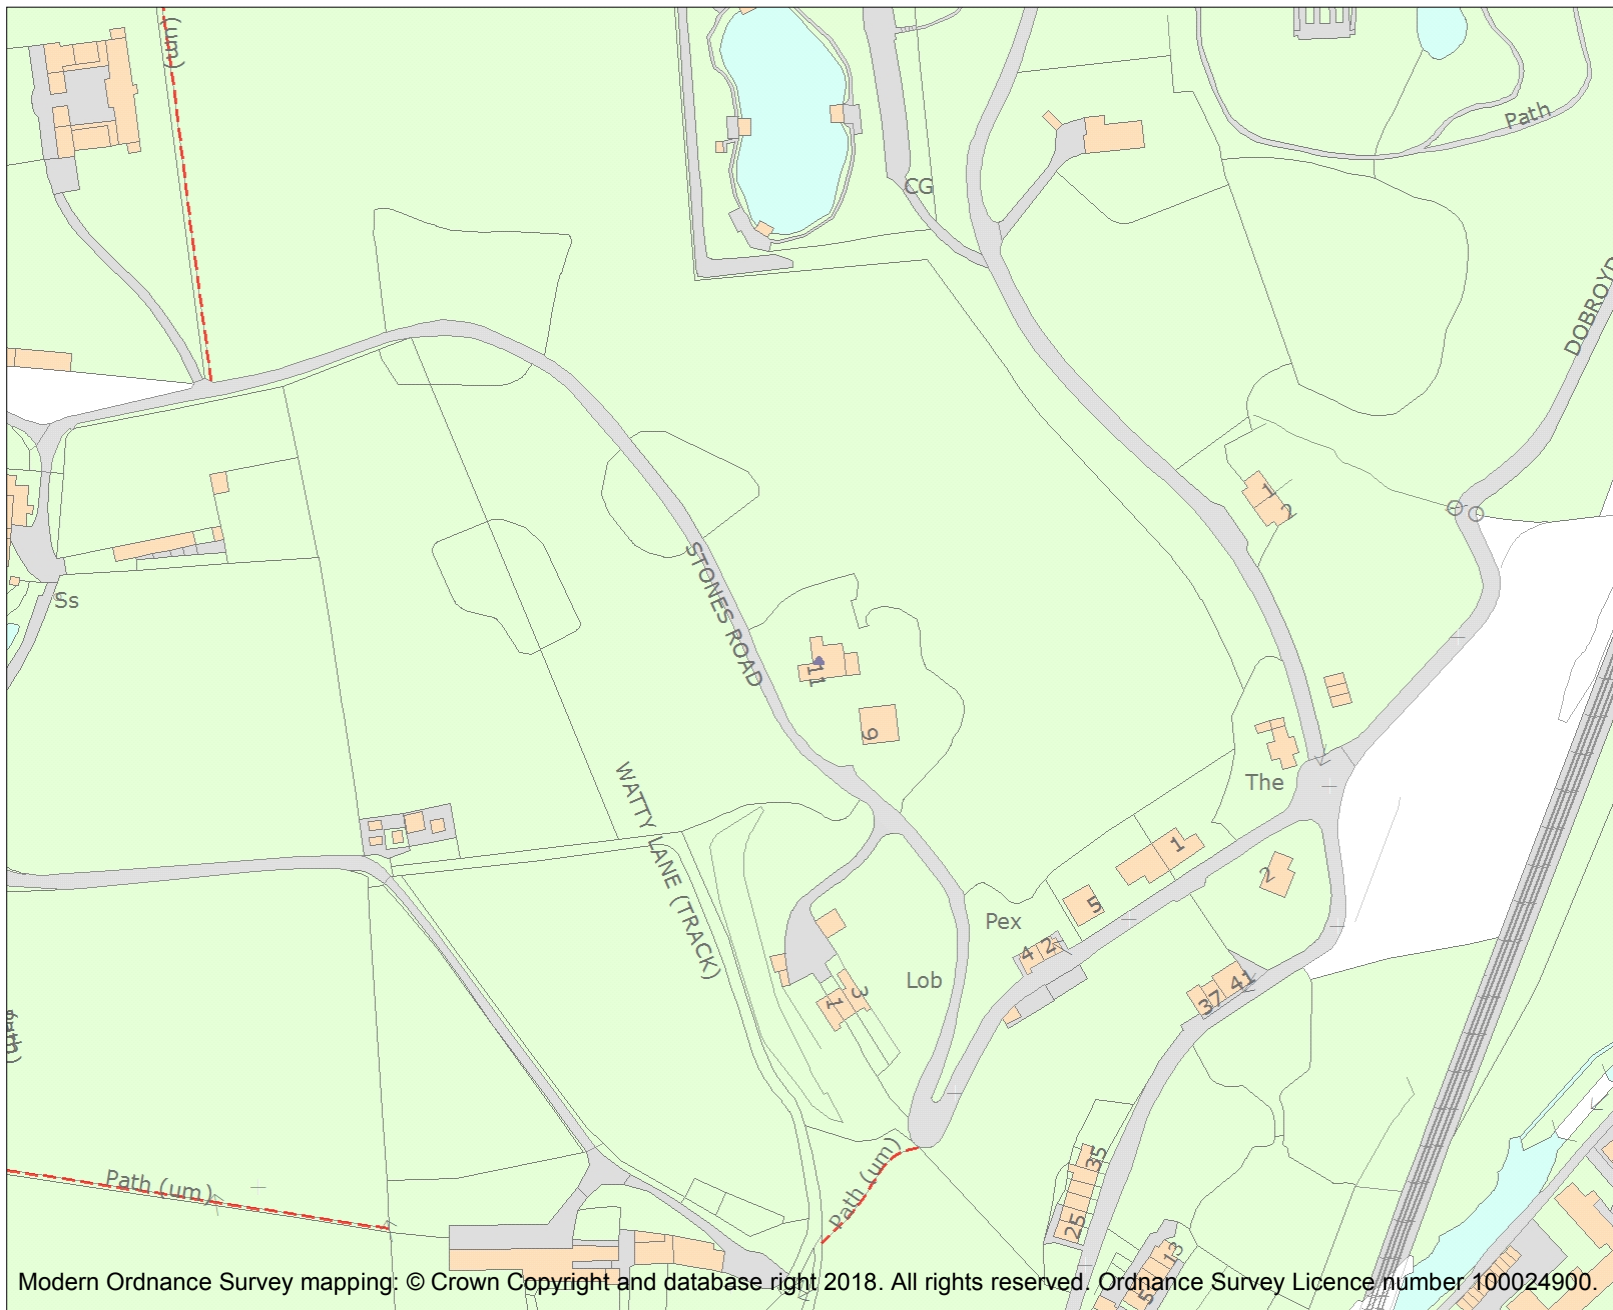 (um)
Path
CG
DOBROYD
1
2
STONES ROAD
Ss
11
9
The
WATTY LANE (TRACK)
1
2
5
Pex
4 2
Lob
3
1
37 41
Path)
35
Path (um)
Path (um)
25
13
5
Modern Ordnance Survey mapping: © Crown Copyright and database right 2018. All rights reserved. Ordnance Survey Licence number 100024900.